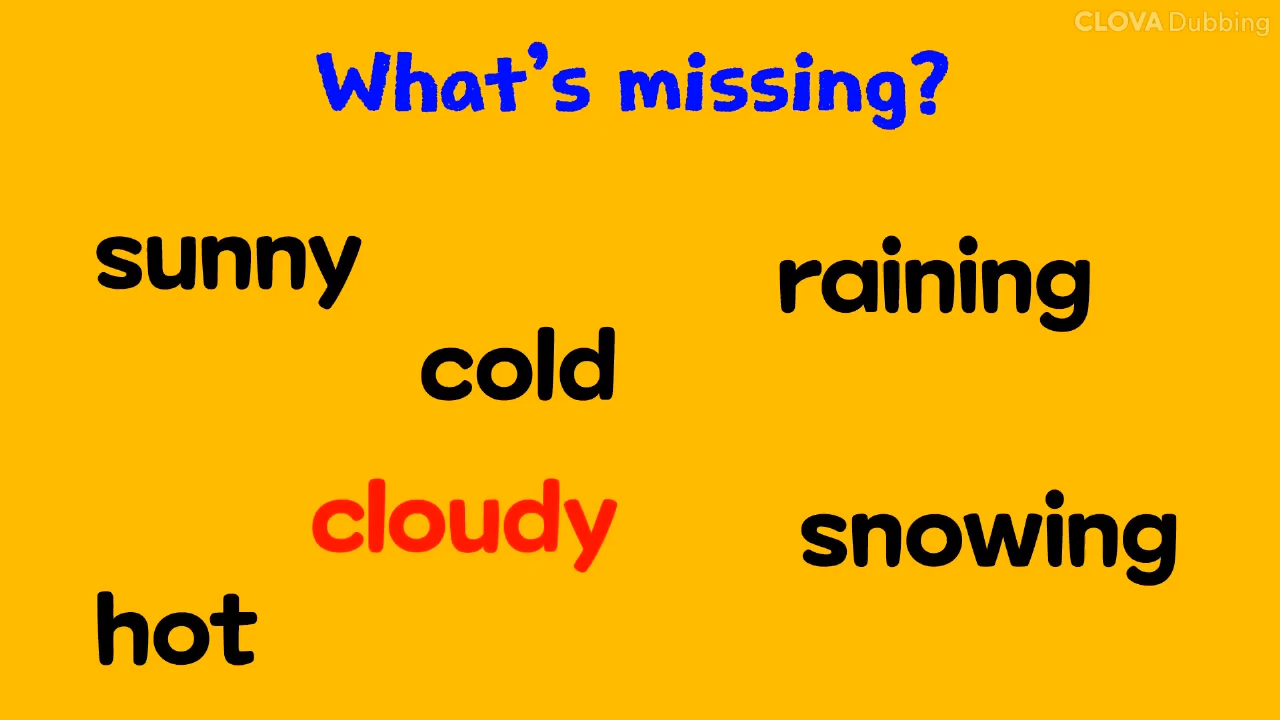 CLOVA Dubbing
What's missing?
sunny
raining
cold
cloudy
snowing
hot